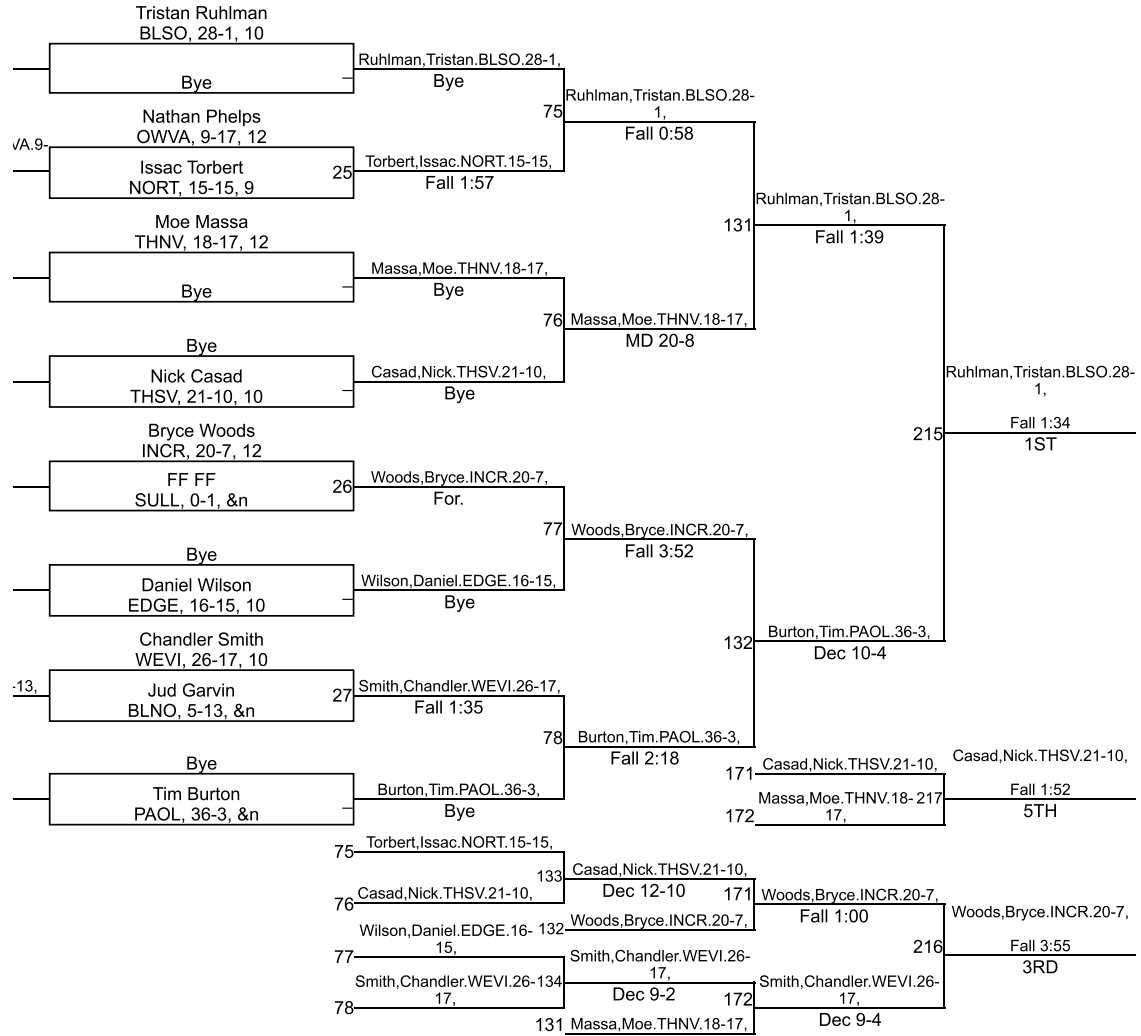 Tristan Ruhlman
BLSO, 28-1, 10
Ruhlman,Tristan.BLSO.28-1,
Bye
Bye
75
Ruhlman,Tristan.BLSO.28-
1,
Fall 0:58
Nathan Phelps
OWVA, 9-17, 12
VA.9-
Issac Torbert
NORT, 15-15, 9
25
Torbert,Issac.NORT.15-15,
Fall 1:57
131
Ruhlman,Tristan.BLSO.28-
1,
Fall 1:39
Moe Massa
THNV, 18-17, 12
Bye
Massa,Moe.THNV.18-17,
Bye
76
Massa,Moe.THNV.18-17,
MD 20-8
Bye
Nick Casad
THSV, 21-10, 10
Casad,Nick.THSV.21-10,
Bye
215
Ruhlman,Tristan.BLSO.28-
1,
Fall 1:34
1ST
Bryce Woods
INCR, 20-7, 12
FF FF
SULL, 0-1, &n
26
Woods,Bryce.INCR.20-7,
For.
77
Woods,Bryce.INCR.20-7,
Fall 3:52
Bye
Daniel Wilson
EDGE, 16-15, 10
Wilson,Daniel.EDGE.16-15,
Bye
132
Burton,Tim.PAOL.36-3,
Dec 10-4
Chandler Smith
WEVI, 26-17, 10
-13,
Jud Garvin
BLNO, 5-13, &n
27
Smith,Chandler.WEVI.26-17,
Fall 1:35
78
Burton,Tim.PAOL.36-3,
Fall 2:18
Bye
Tim Burton
PAOL, 36-3, &n
Burton,Tim.PAOL.36-3,
Bye
171
Casad,Nick.THSV.21-10,
172
Massa,Moe.THNV.18-
17,
217
Casad,Nick.THSV.21-10,
Fall 1:52
5TH
75
Torbert,Issac.NORT.15-15,
76
Casad,Nick.THSV.21-10,
133
Casad,Nick.THSV.21-10,
Dec 12-10
132
Woods,Bryce.INCR.20-7,
171
Woods,Bryce.INCR.20-7,
Fall 1:00
77
Wilson,Daniel.EDGE.16-
15,
78
Smith,Chandler.WEVI.26-
17,
134
Smith,Chandler.WEVI.26-
17,
Dec 9-2
131
Massa,Moe.THNV.18-17,
172
Smith,Chandler.WEVI.26-
17,
Dec 9-4
216
Woods,Bryce.INCR.20-7,
Fall 3:55
3RD